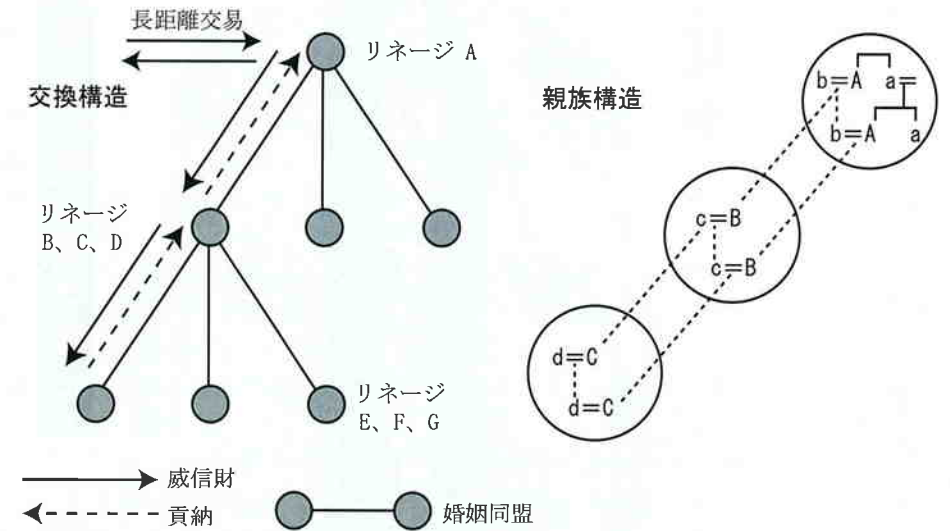 長距離交易
リネージ A
交換構造
リネージ
B、C、D
リネージ
E、F、G
威信財
貢納
婚姻同盟
親族構造
b=A a=
b=A a
c=B
c=B
d=C
d=C